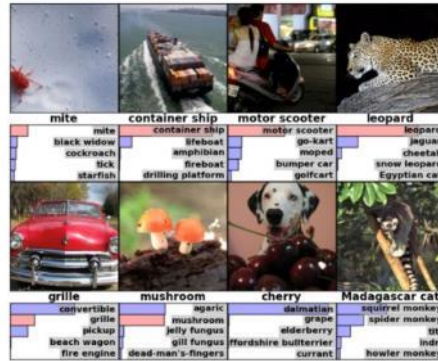 mite container ship motor scooter leopard
mite container ship motor scooter leopard
black widow lifeboat go-kart jaguar
cockroach amphibian moped cheetah
tick fireboat bumper car snow leopard
starfish drilling platform golfcart Egyptian cat
grille mushroom cherry Madagascar cat
convertible agaric dalmatian squirrel monkey
grille mushroom grape spider monkey
pickup jelly fungus elderberry
beach wagon gill fungus ffordshire bullterrier
fire engine dead-man's-fingers currant howler monkey